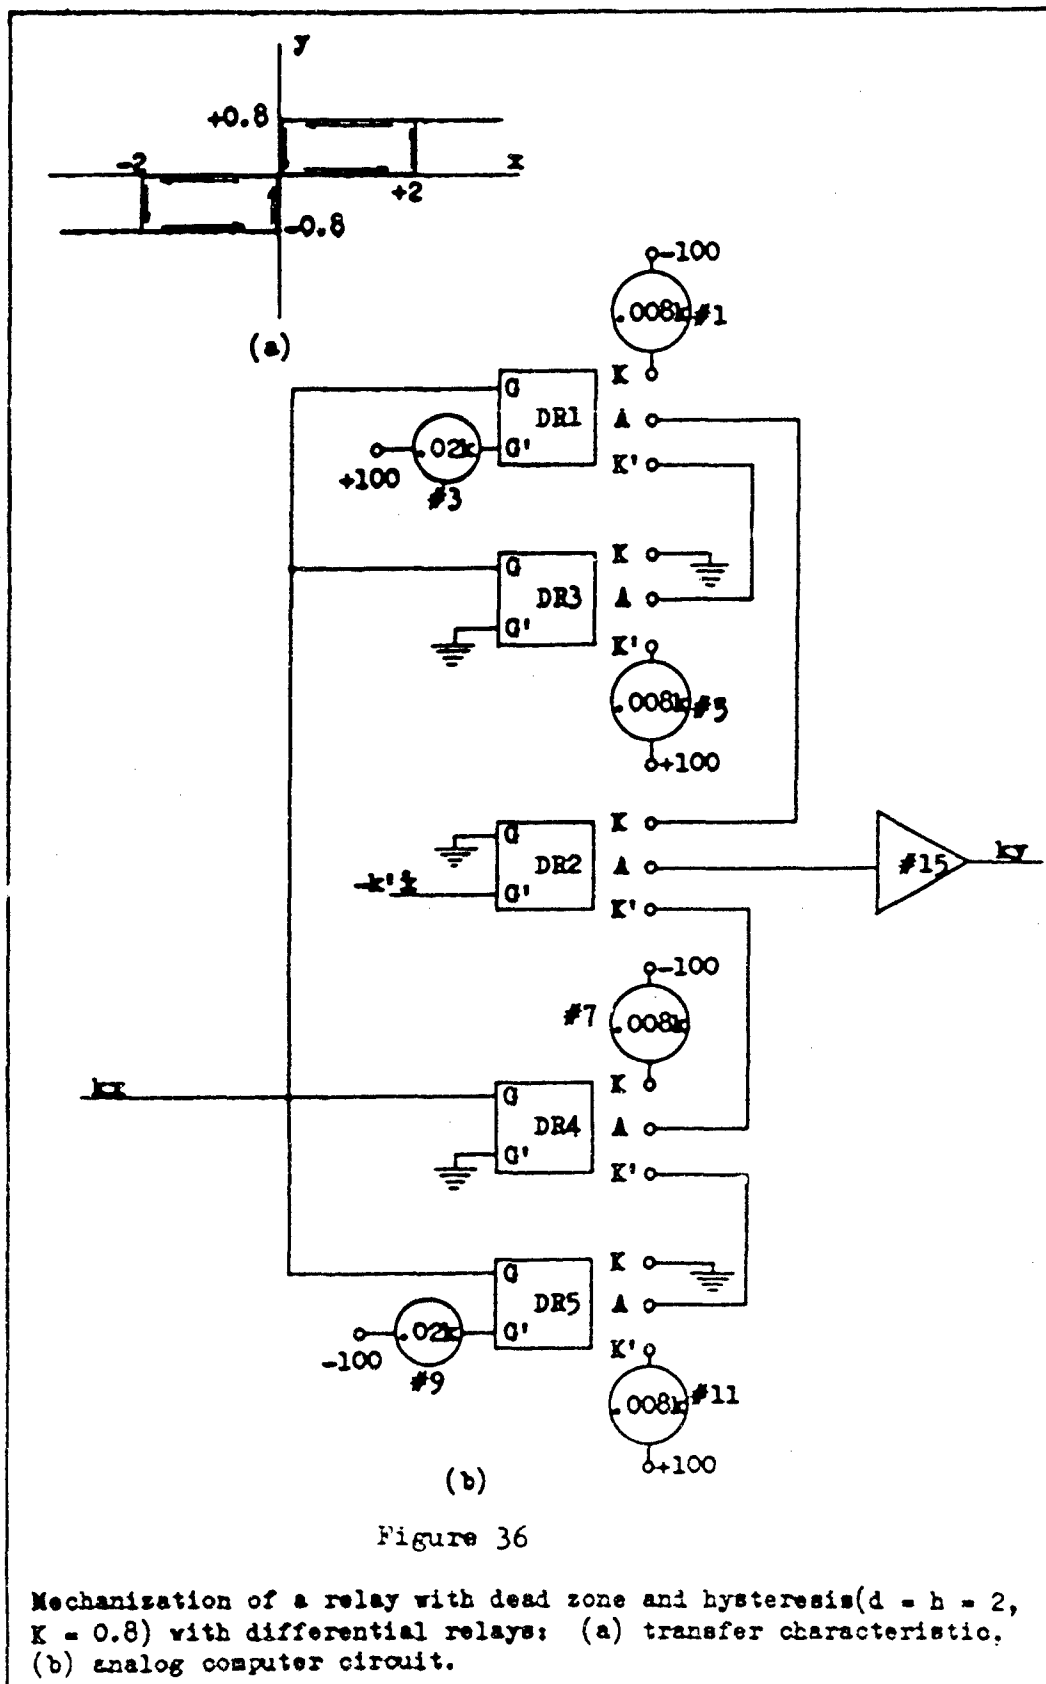 y
+0.8
-2
x
+2
-0.8
(a)
-100
.008k #1
K
G
DR1
A
.02k
G'
K'
+100
#3
K
G
DR3
A
G'
K'
.008k #5
+100
K
G
DR2
A
#15
ky
-k'ẋ
G'
K'
-100
#7
.008k
kx
K
G
DR4
A
G'
K'
K
G
DR5
A
.02k
G'
-100
#9
K'
.008k #11
+100
(b)
Figure 36
Mechanization of a relay with dead zone and hysteresis(d = h = 2,
K = 0.8) with differential relays: (a) transfer characteristic,
(b) analog computer circuit.